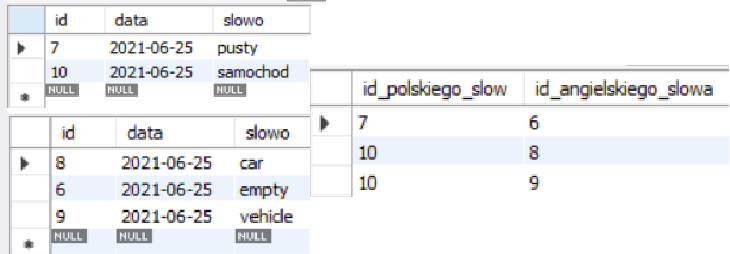 id data slowo
7 2021-06-25 pusty
10 2021-06-25 samochod
NULL NULL NULL
id data slowo
8 2021-06-25 car
6 2021-06-25 empty
9 2021-06-25 vehicle
NULL NULL NULL
id_polskiego_slow id_angielskiego_slowa
7 6
10 8
10 9